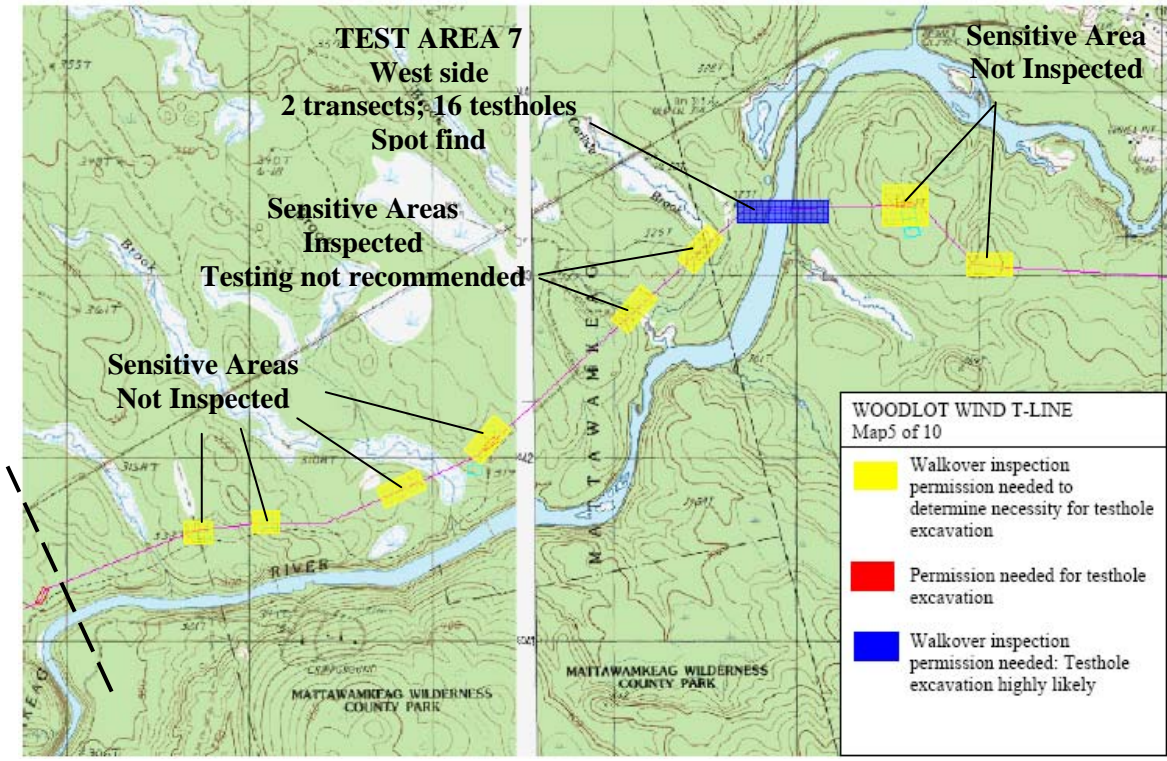 TEST AREA 7
West side
2 transects; 16 testholes
Spot find
Sensitive Area
Not Inspected
Sensitive Areas
Inspected
Testing not recommended
Sensitive Areas
Not Inspected
Brook
Brook
Brook
MATTAWAMKEAG
RIVER
CAMPGROUND
MATTAWAMKEAG WILDERNESS
COUNTY PARK
MATTAWAMKEAG WILDERNESS
COUNTY PARK
WOODLOT WIND T-LINE
Map5 of 10
Walkover inspection
permission needed to
determine necessity for testhole
excavation
Permission needed for testhole
excavation
Walkover inspection
permission needed: Testhole
excavation highly likely